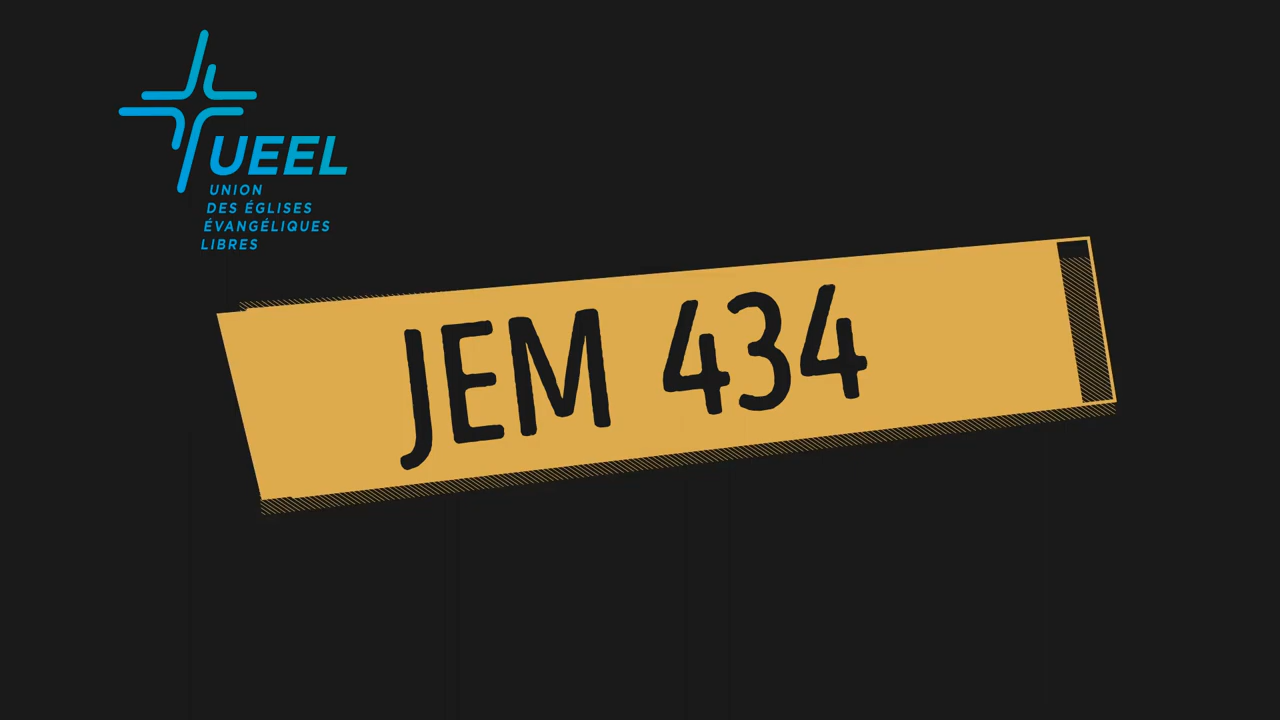 UEEL
UNION
DES ÉGLISES
ÉVANGÉLIQUES
LIBRES
JEM 434